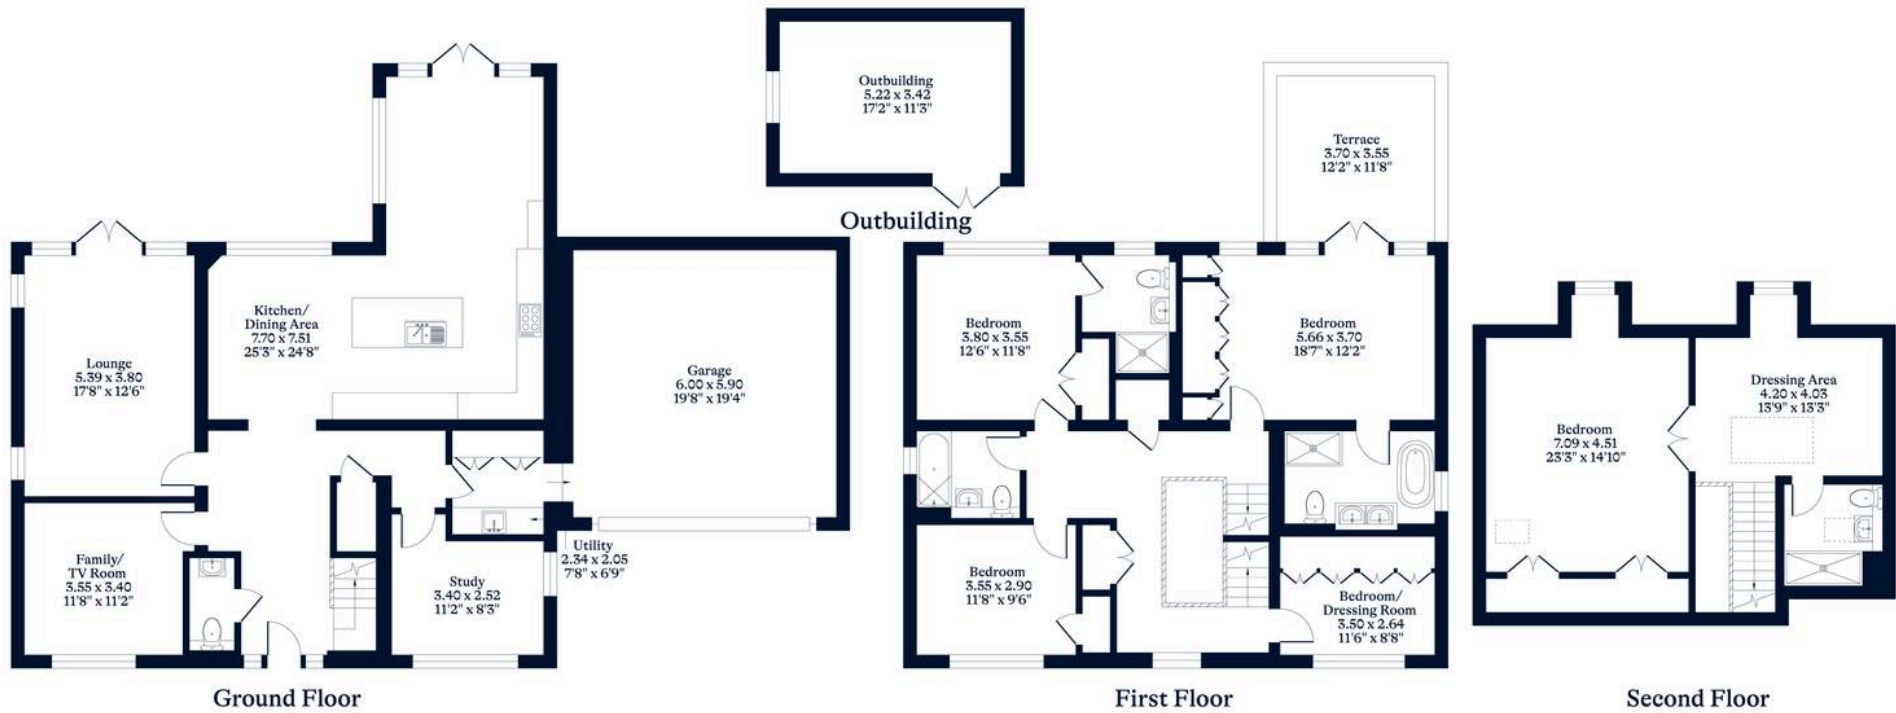 Outbuilding
5.22 x 3.42
17'2" x 11'3"
Outbuilding
Kitchen/
Dining Area
7.70 x 7.51
25'3" x 24'8"
Lounge
5.39 x 3.80
17'8" x 12'6"
Garage
6.00 x 5.90
19'8" x 19'4"
Family/
TV Room
3.55 x 3.40
11'8" x 11'2"
Study
3.40 x 2.52
11'2" x 8'3"
Utility
2.34 x 2.05
7'8" x 6'9"
Ground Floor
Terrace
3.70 x 3.55
12'2" x 11'8"
Bedroom
3.80 x 3.55
12'6" x 11'8"
Bedroom
5.66 x 3.70
18'7" x 12'2"
Bedroom
3.55 x 2.90
11'8" x 9'6"
Bedroom/
Dressing Room
3.50 x 2.64
11'6" x 8'8"
First Floor
Dressing Area
4.20 x 4.03
13'9" x 13'3"
Bedroom
7.09 x 4.51
23'3" x 14'10"
Second Floor